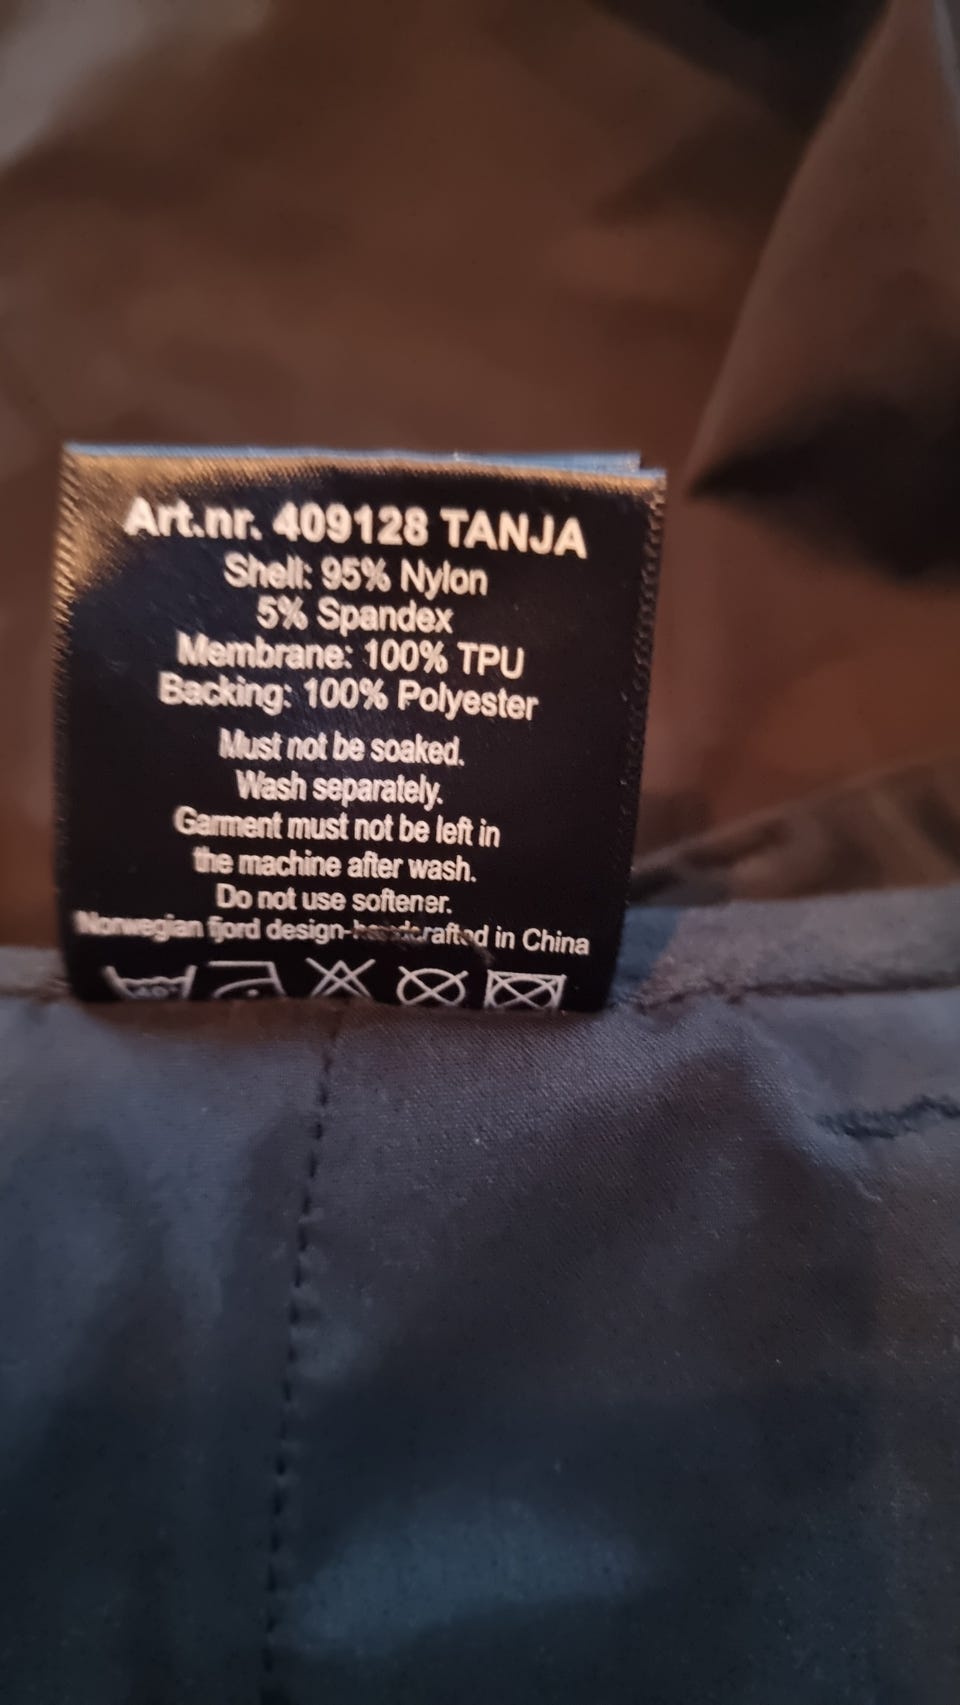 Art.nr. 409128 TANJA
Shell: 95% Nylon
5% Spandex
Membrane: 100% TPU
Backing: 100% Polyester
Must not be soaked.
Wash separately.
Garment must not be left in
the machine after wash.
Do not use softener.
Norwegian fjord design-handcrafted in China